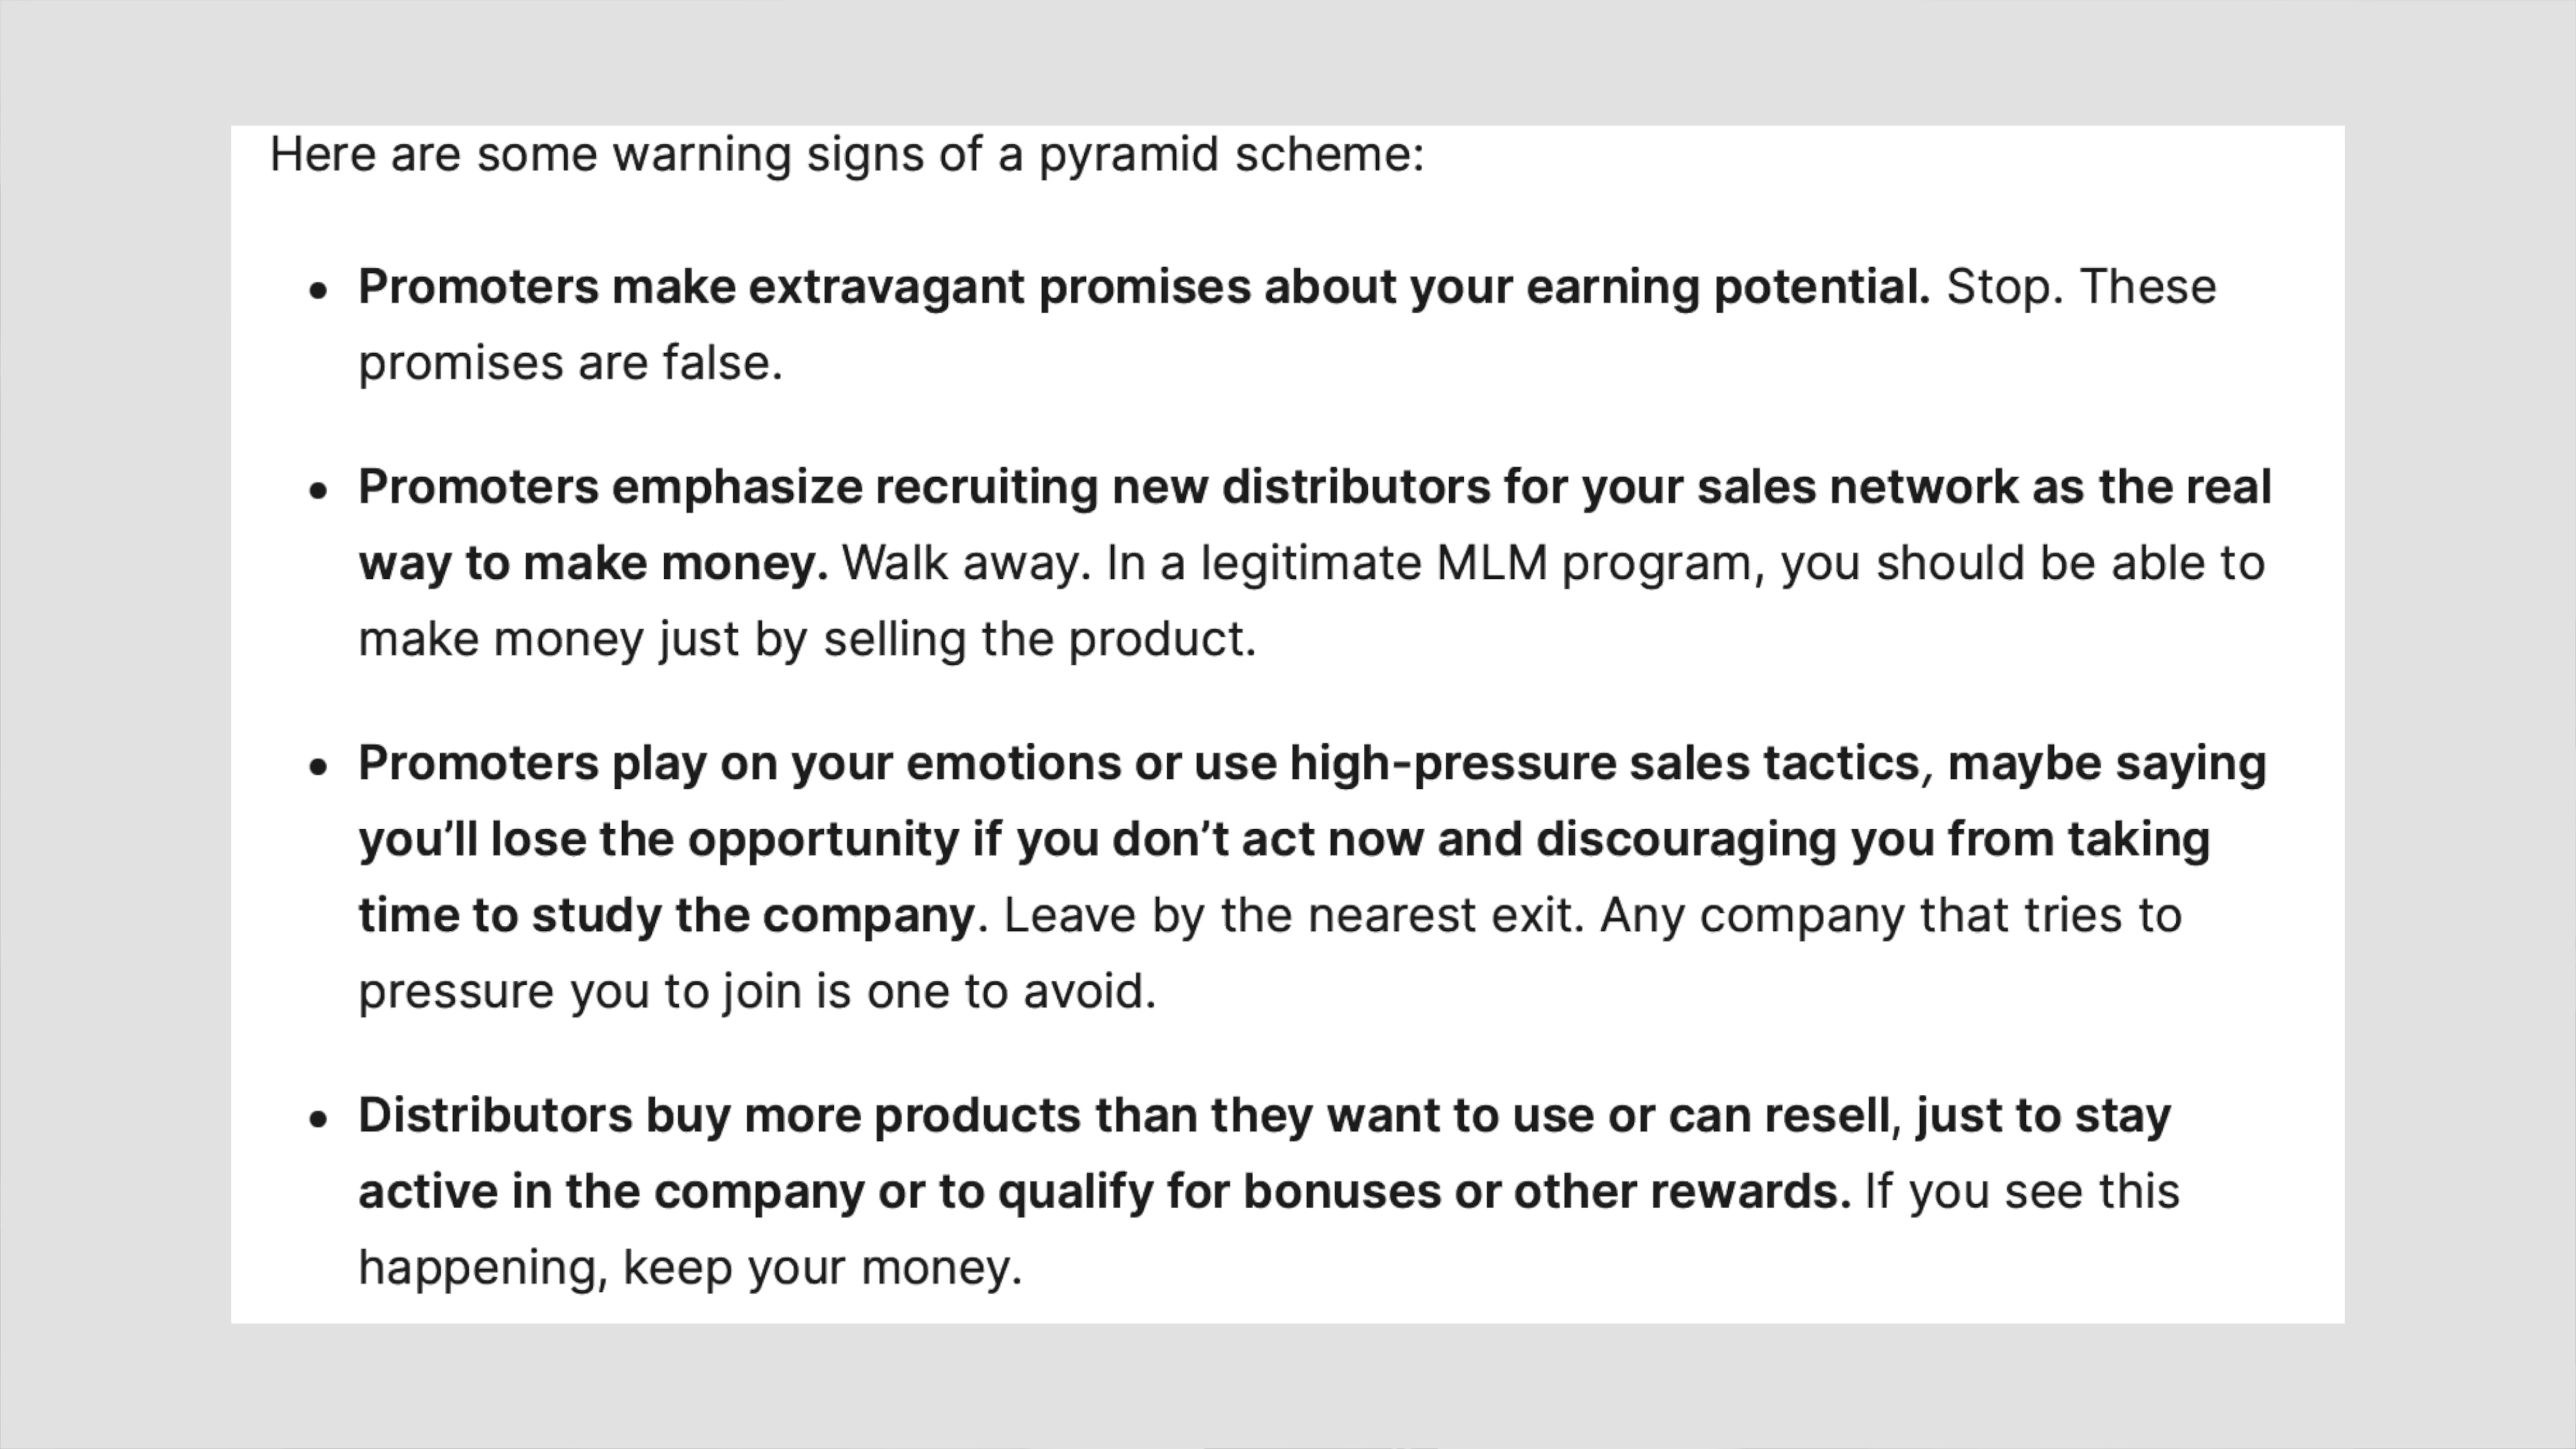 Here are some warning signs of a pyramid scheme:
• Promoters make extravagant promises about your earning potential. Stop. These
promises are false.
• Promoters emphasize recruiting new distributors for your sales network as the real
way to make money. Walk away. In a legitimate MLM program, you should be able to
make money just by selling the product.
• Promoters play on your emotions or use high-pressure sales tactics, maybe saying
you’ll lose the opportunity if you don’t act now and discouraging you from taking
time to study the company. Leave by the nearest exit. Any company that tries to
pressure you to join is one to avoid.
• Distributors buy more products than they want to use or can resell, just to stay
active in the company or to qualify for bonuses or other rewards. If you see this
happening, keep your money.